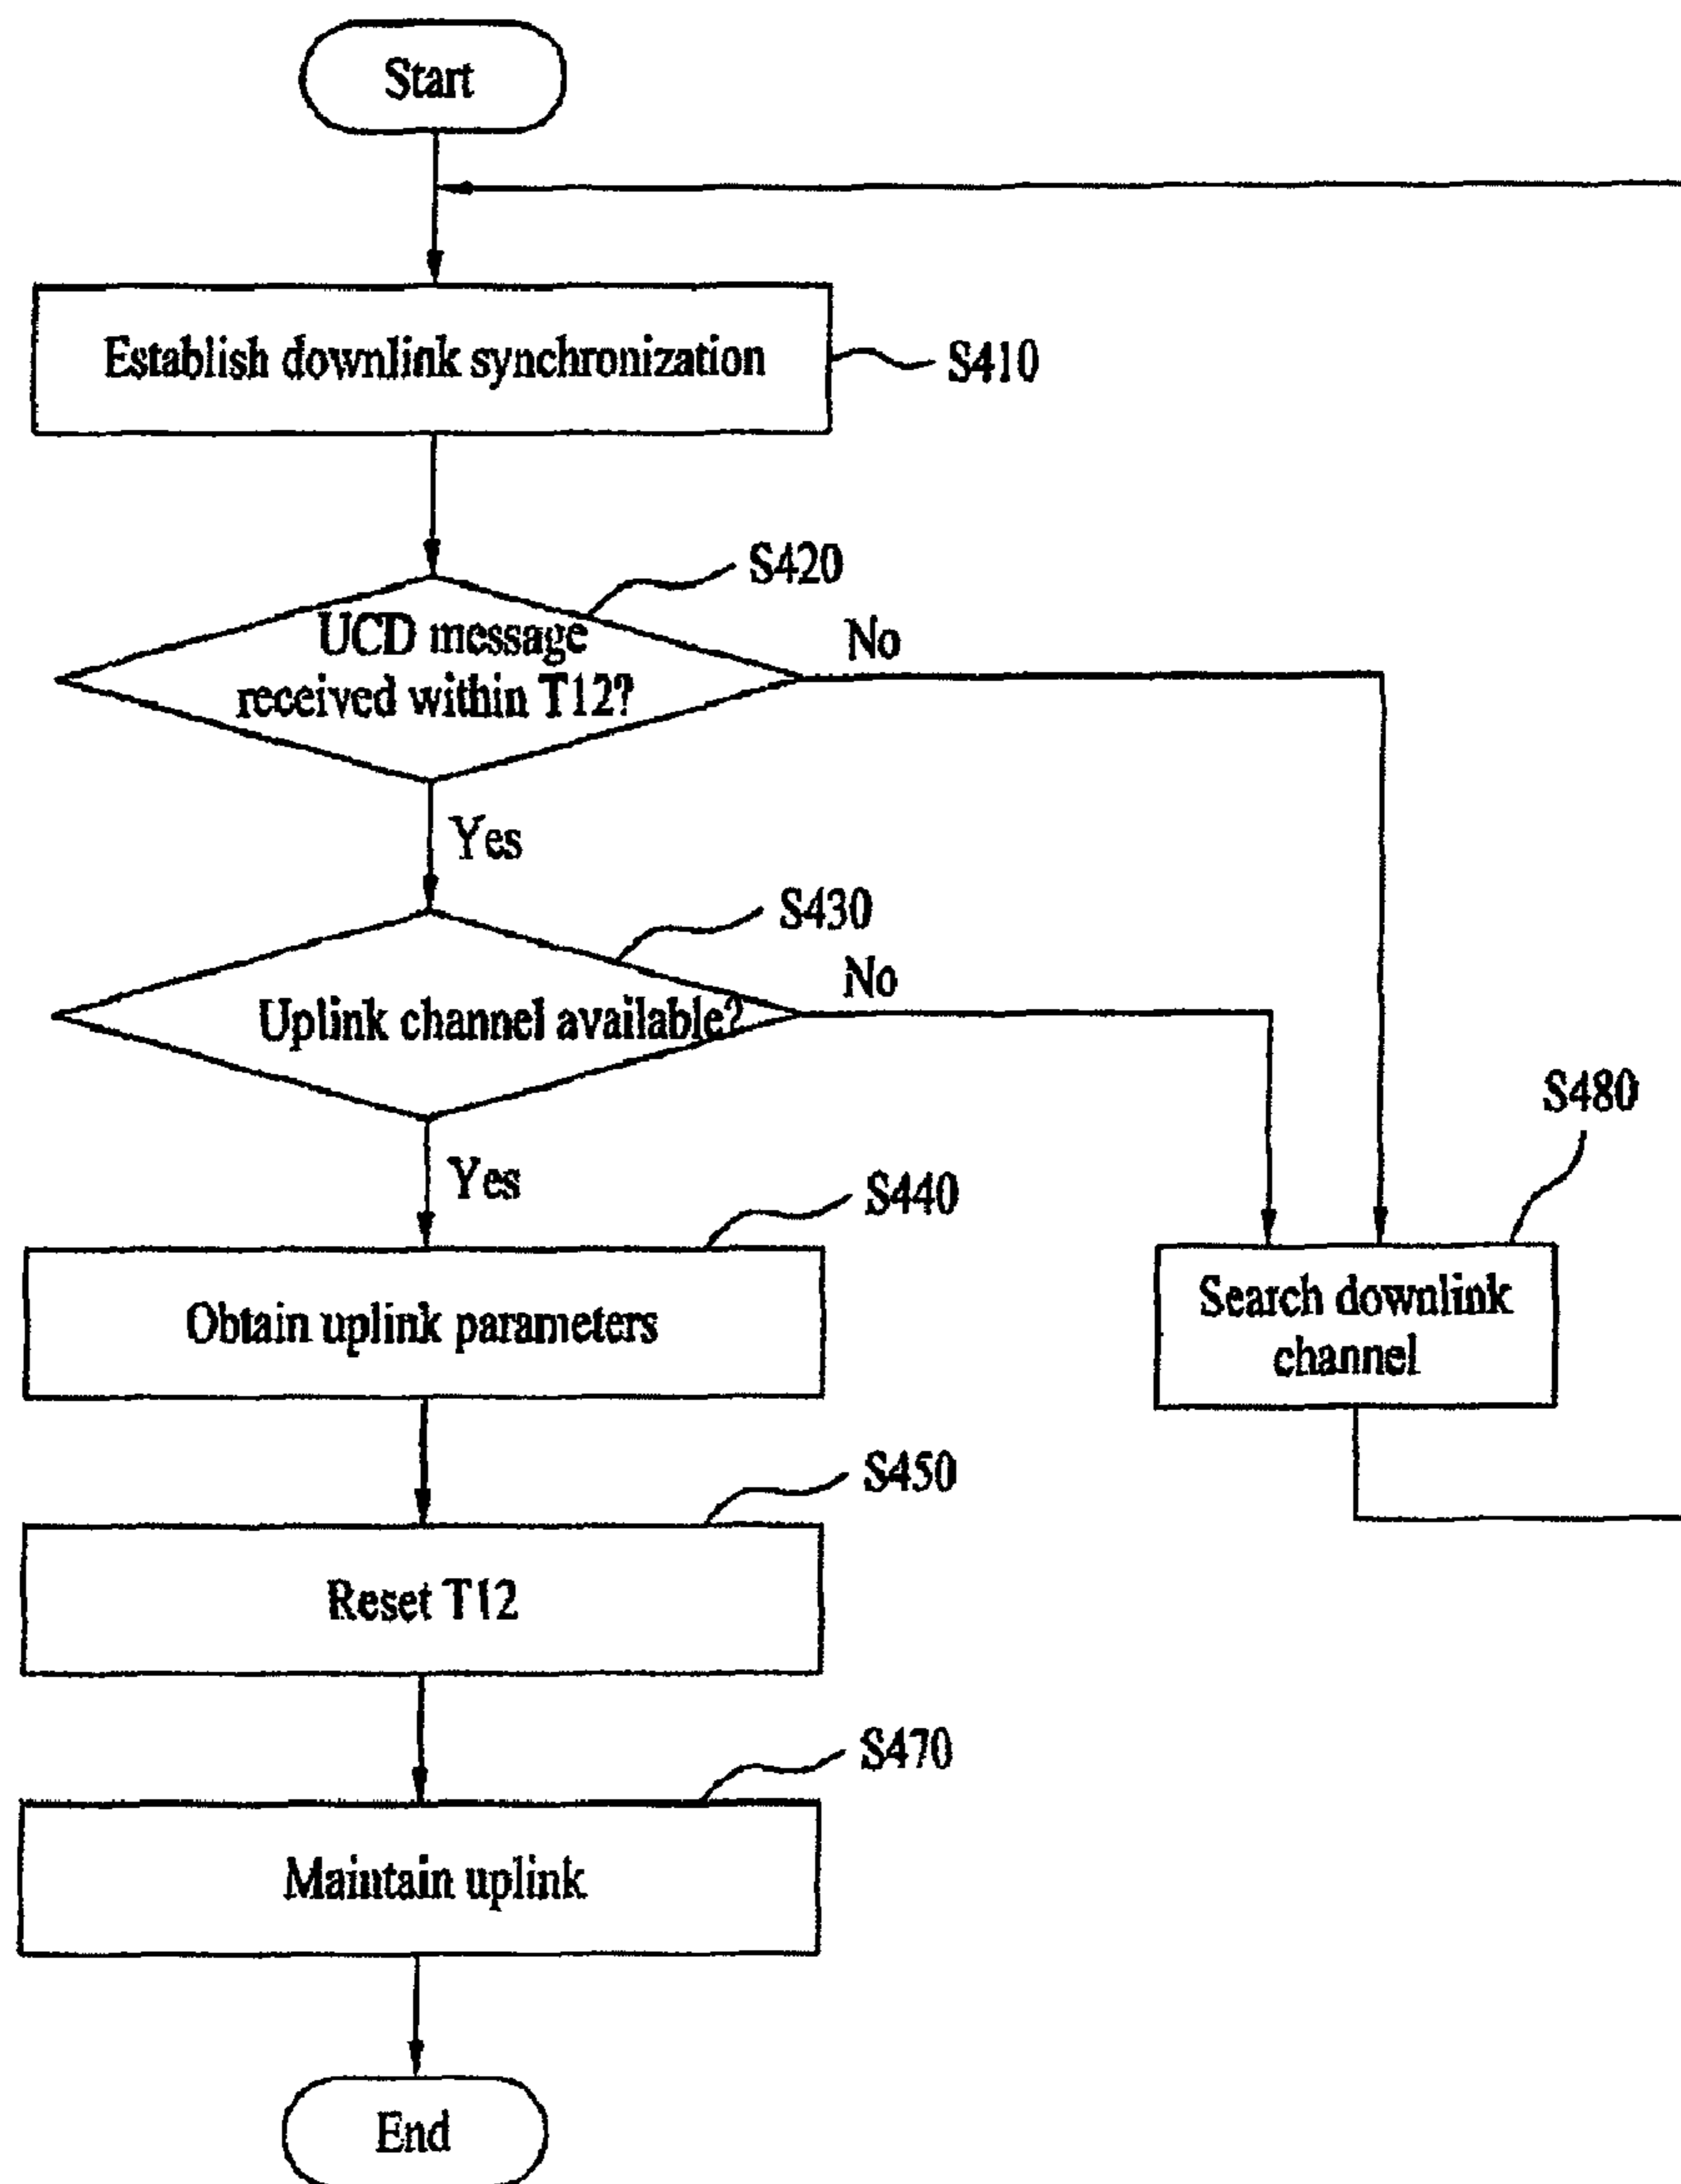 Start
Establish downlink synchronization
S410
S420
UCD message
received within T12?
No
Yes
S430
Uplink channel available?
No
Yes
S440
Obtain uplink parameters
S480
Search downlink
channel
S450
Reset T12
S470
Maintain uplink
End